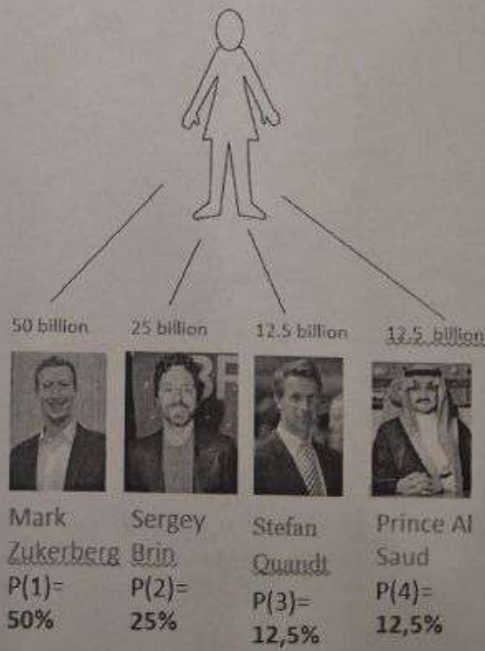 50 billion 25 billion 12.5 billion 12.5 billion
Mark
Zukerberg
P(1)=
50%
Sergey
Brin
P(2)=
25%
Stefan
Quandt
P(3)=
12,5%
Prince Al
Saud
P(4)=
12,5%